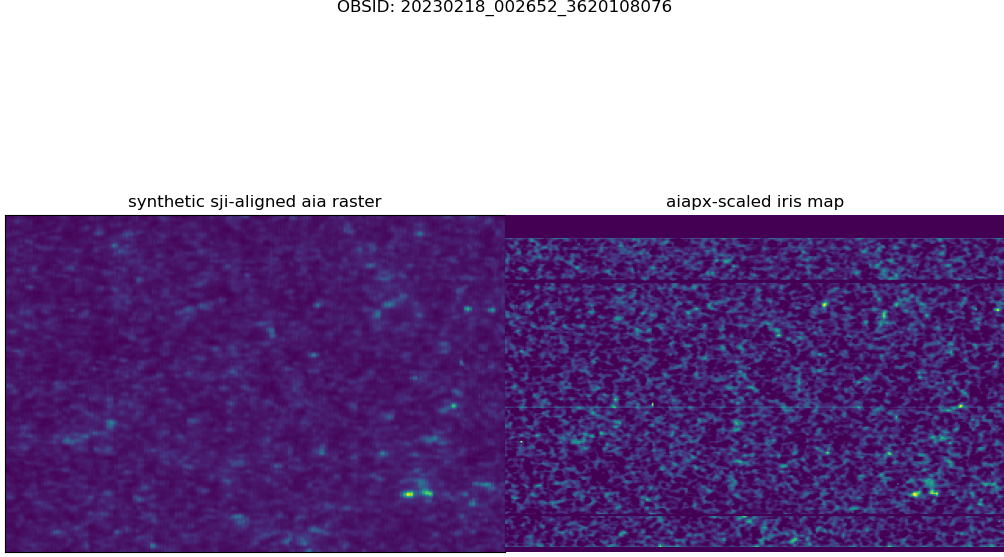 OBSID: 20230218_002652_3620108076
synthetic sji-aligned aia raster
aiapx-scaled iris map